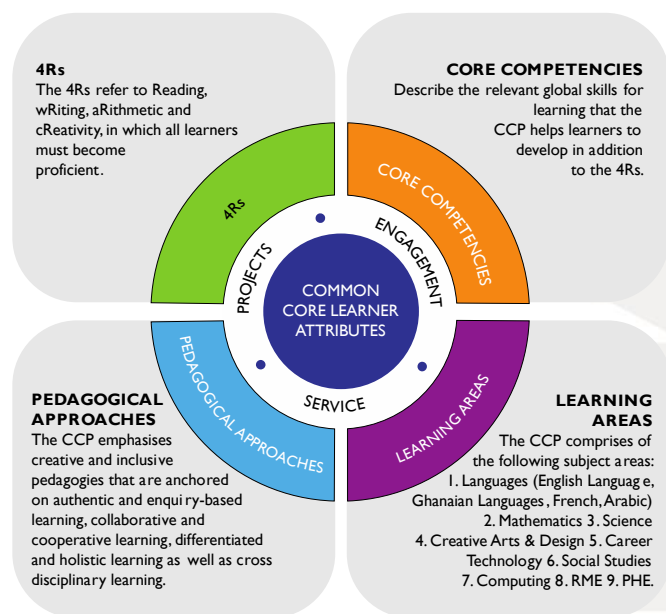 4Rs
The 4Rs refer to Reading,
wRiting, aRithmetic and
cReativity, in which all learners
must become
proficient.
CORE COMPETENCIES
Describe the relevant global skills for
learning that the
CCP helps learners to
develop in addition
to the 4Rs.
4Rs
CORE COMPETENCIES
PROJECTS
ENGAGEMENT
COMMON
CORE LEARNER
ATTRIBUTES
SERVICE
PEDAGOGICAL APPROACHES
LEARNING AREAS
PEDAGOGICAL
APPROACHES
The CCP emphasises
creative and inclusive
pedagogies that are anchored
on authentic and enquiry-based
learning, collaborative and
cooperative learning, differentiated
and holistic learning as well as cross
disciplinary learning.
LEARNING
AREAS
The CCP comprises of
the following subject areas:
1. Languages (English Language,
Ghanaian Languages, French, Arabic)
2. Mathematics 3. Science
4. Creative Arts & Design 5. Career
Technology 6. Social Studies
7. Computing 8. RME 9. PHE.